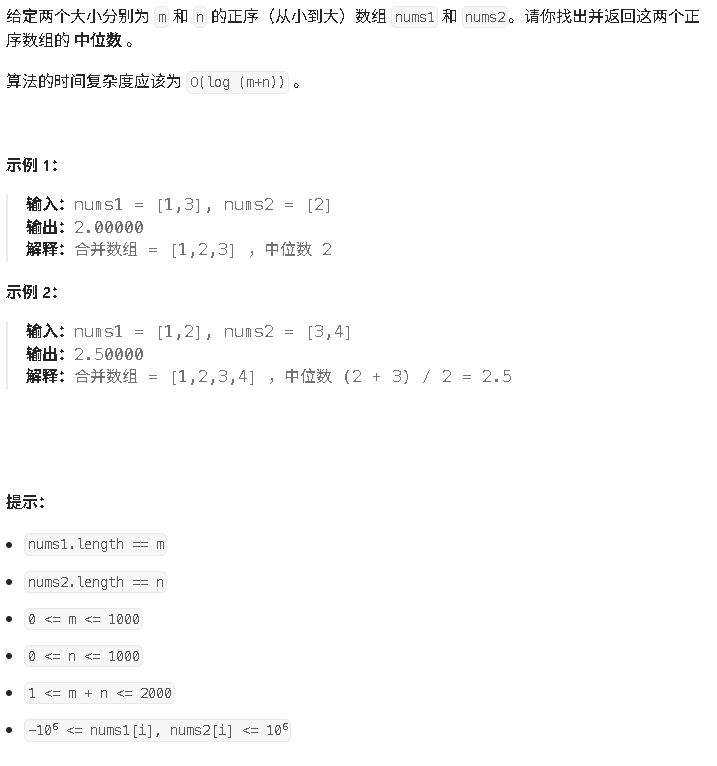 给定两个大小分别为 m 和 n 的正序（从小到大）数组 nums1 和 nums2。请你找出并返回这两个正
序数组的 中位数 。
算法的时间复杂度应该为 O(log (m+n)) 。
示例 1：
输入：nums1 = [1,3], nums2 = [2]
输出：2.00000
解释：合并数组 = [1,2,3] ，中位数 2
示例 2：
输入：nums1 = [1,2], nums2 = [3,4]
输出：2.50000
解释：合并数组 = [1,2,3,4] ，中位数 (2 + 3) / 2 = 2.5
提示：
• nums1.length == m
• nums2.length == n
• 0 <= m <= 1000
• 0 <= n <= 1000
• 1 <= m + n <= 2000
• -10⁶ <= nums1[i], nums2[i] <= 10⁶